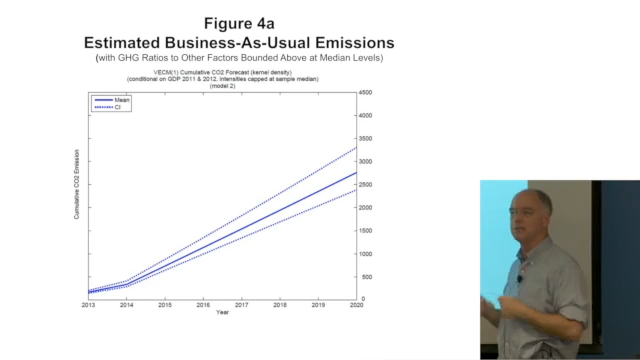 Figure 4a
Estimated Business-As-Usual Emissions
(with GHG Ratios to Other Factors Bounded Above at Median Levels)
VECM(1) Cumulative CO2 Forecast (kernel density)
(conditional on GDP 2011 & 2012, Intensities capped at sample median)
(model 2)
Mean
CI
Cumulative CO2 Emission
4500
4000
3500
3000
2500
2000
1500
1000
500
0
2013 2014 2015 2016 2017 2018 2019 2020
Year